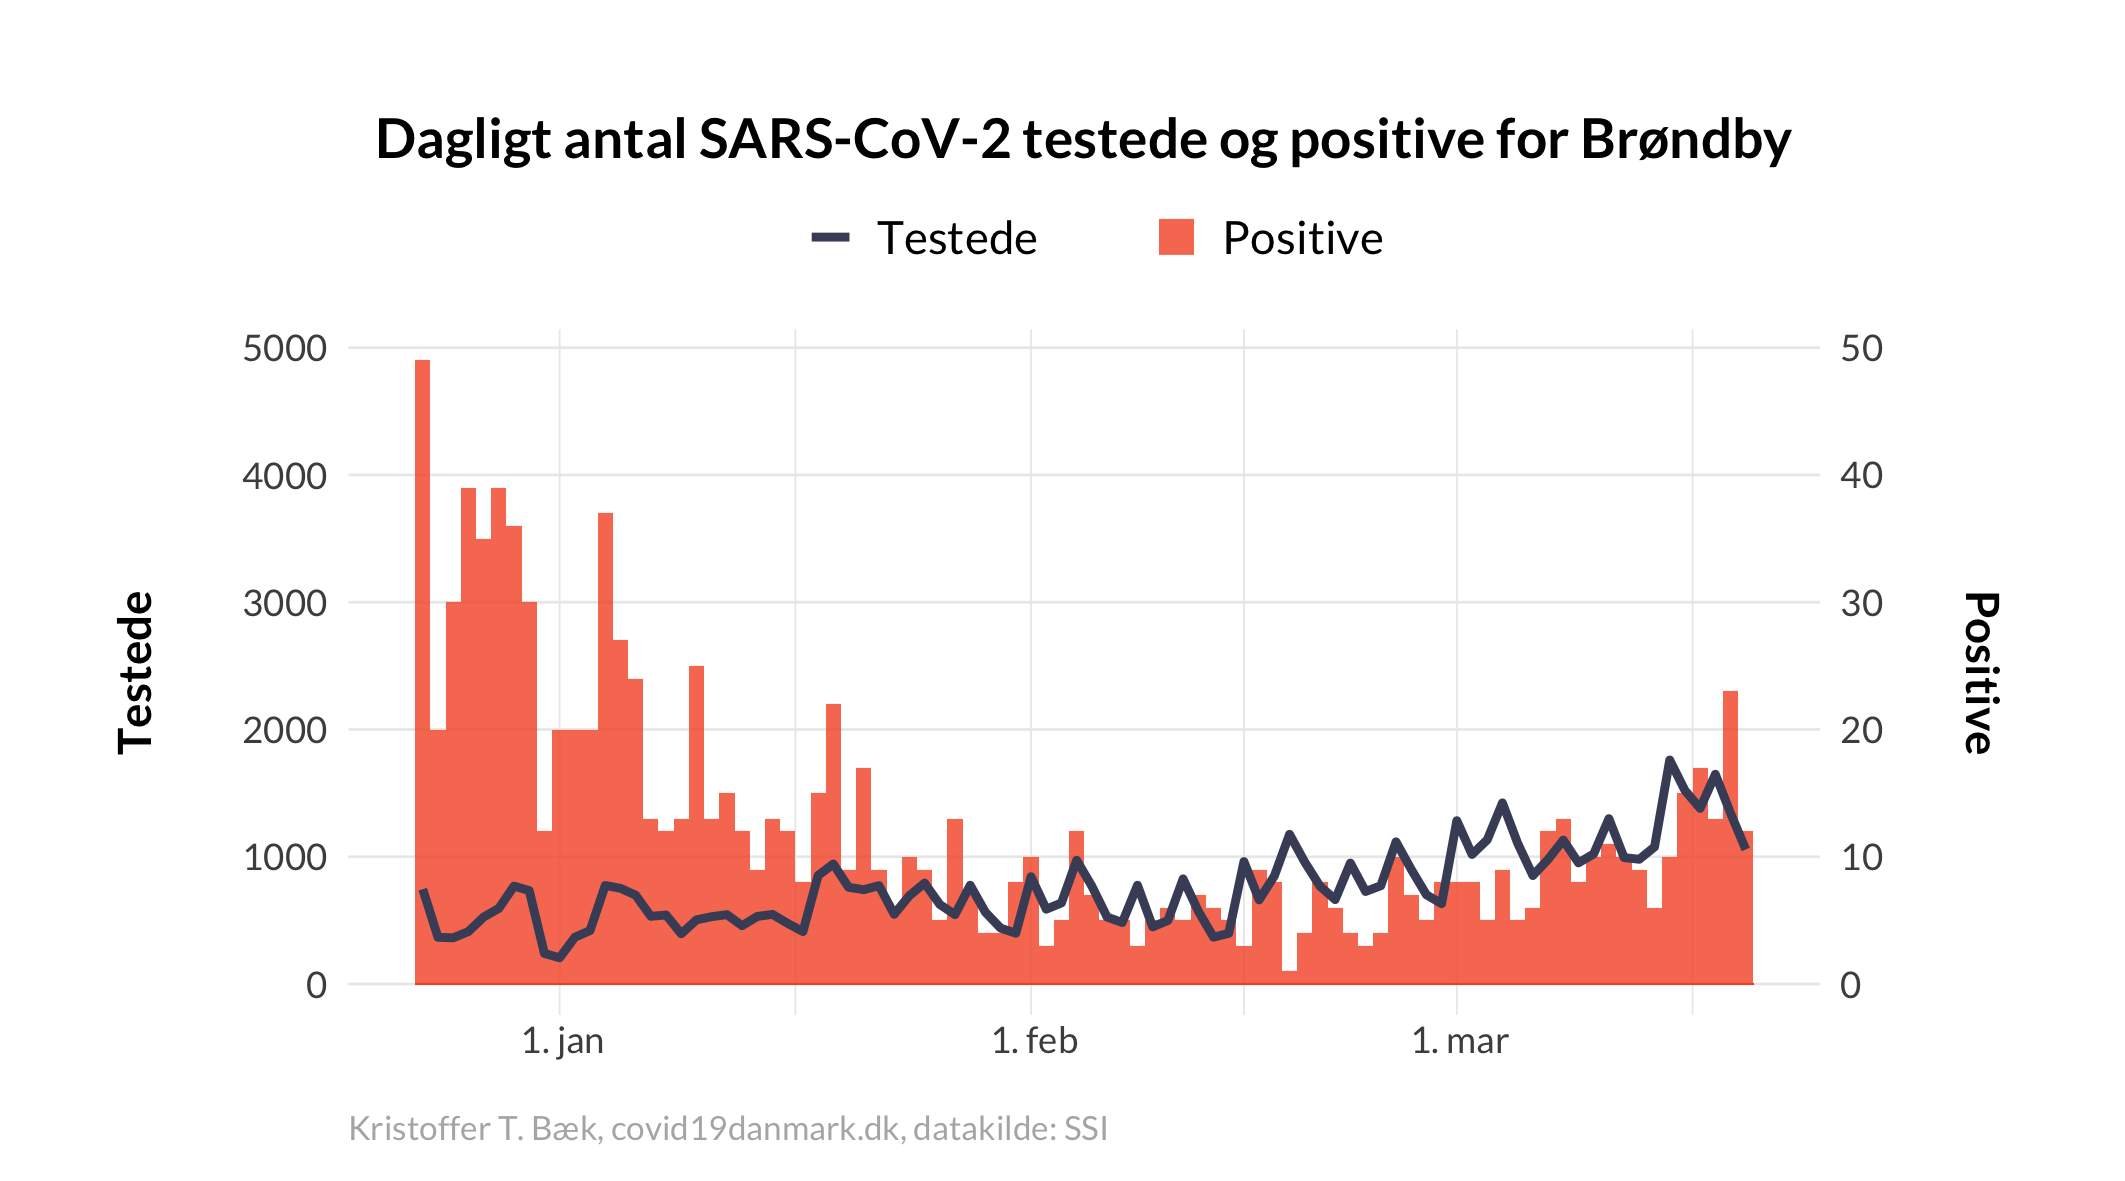 Dagligt antal SARS-CoV-2 testede og positive for Brøndby
Testede Positive
5000 50
4000 40
3000 30
2000 20
1000 10
0 0
Testede
Positive
1. jan 1. feb 1. mar
Kristoffer T. Bæk, covid19danmark.dk, datakilde: SSI